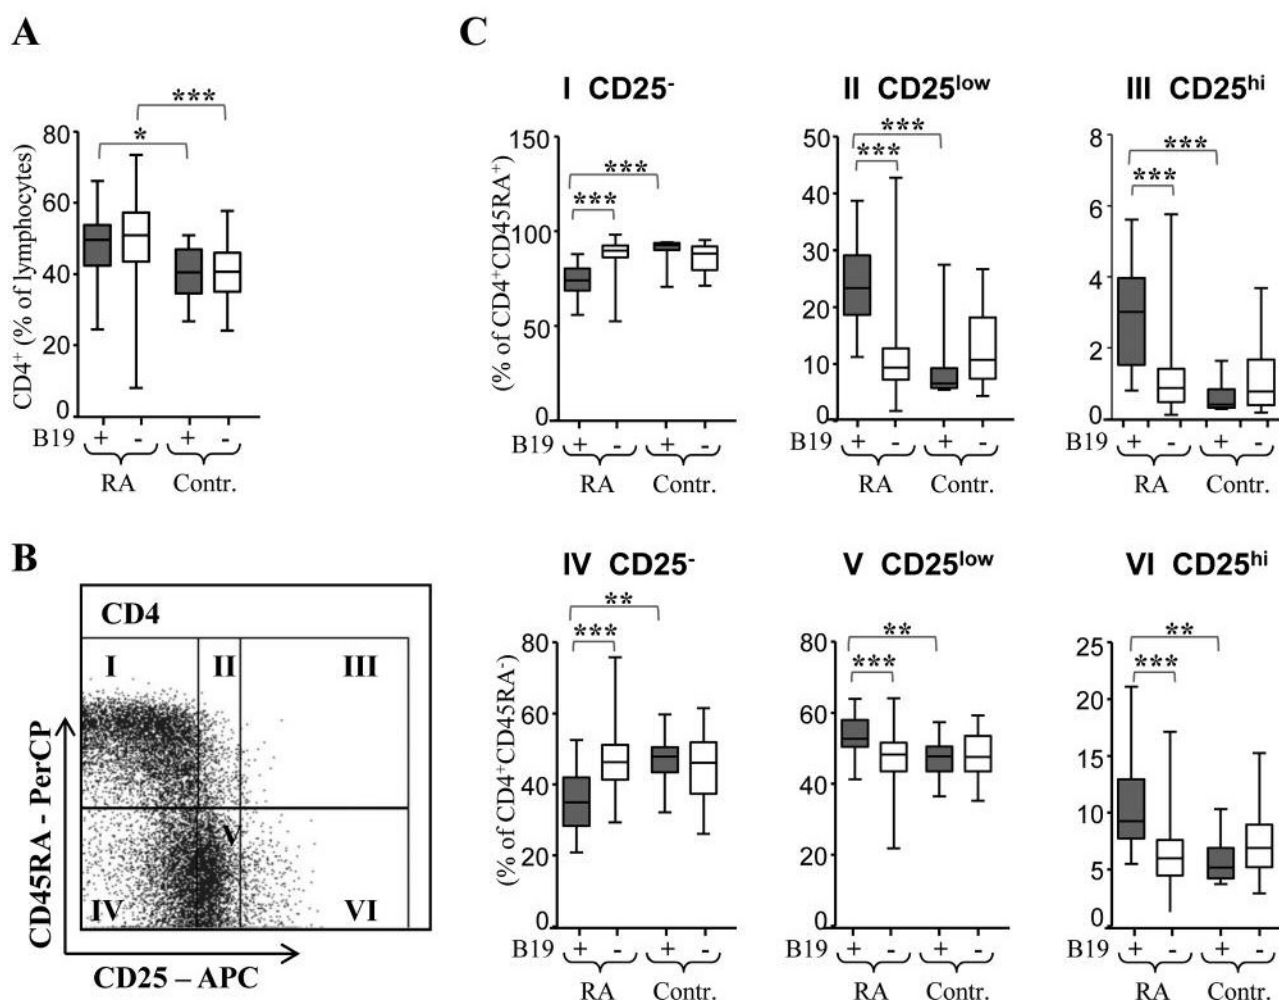 A
***
*
CD4⁺ (% of lymphocytes)
80
60
40
20
0
B19 + - + -
RA Contr.
B
CD4
I II III
IV V VI
CD45RA - PerCP
CD25 – APC
C
I CD25⁻
***
***
(% of CD4⁺CD45RA⁺)
150
100
50
0
B19 + - + -
RA Contr.
II CD25low
***
***
50
40
30
20
10
0
B19 + - + -
RA Contr.
III CD25hi
***
***
8
6
4
2
0
B19 + - + -
RA Contr.
IV CD25⁻
**
***
(% of CD4⁺CD45RA⁻)
80
60
40
20
0
B19 + - + -
RA Contr.
V CD25low
**
***
80
60
40
20
0
B19 + - + -
RA Contr.
VI CD25hi
**
***
25
20
15
10
5
0
B19 + - + -
RA Contr.